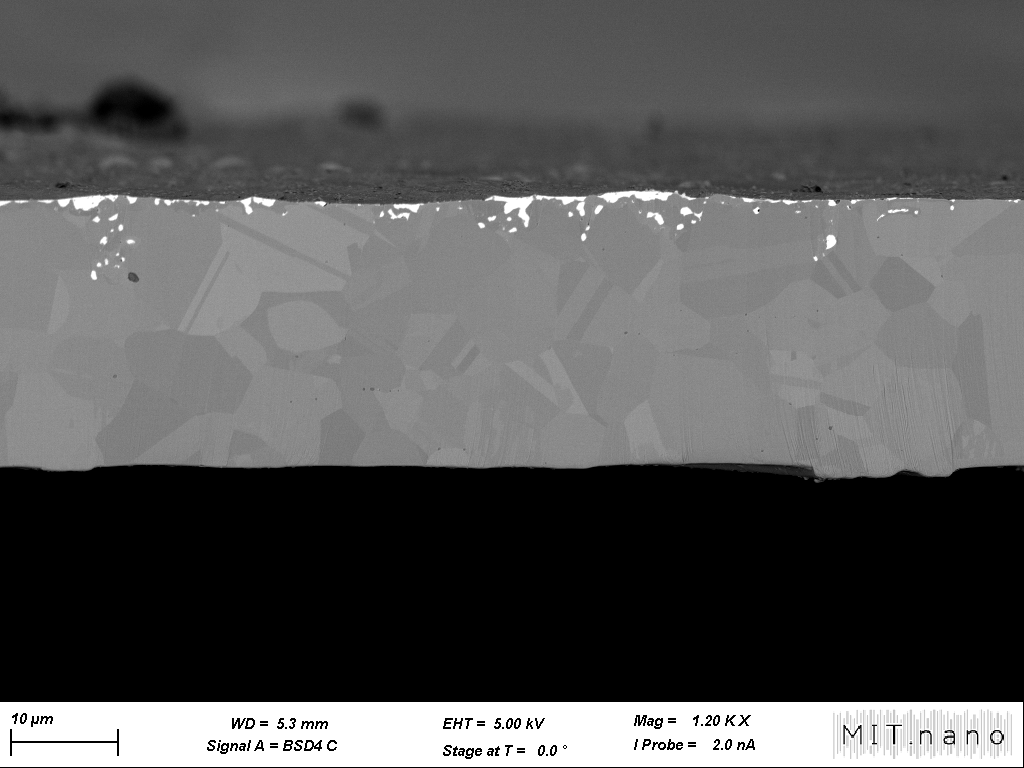 10 µm
WD = 5.3 mm
Signal A = BSD4 C
EHT = 5.00 kV
Stage at T = 0.0 °
Mag = 1.20 K X
I Probe = 2.0 nA
MIT.nano